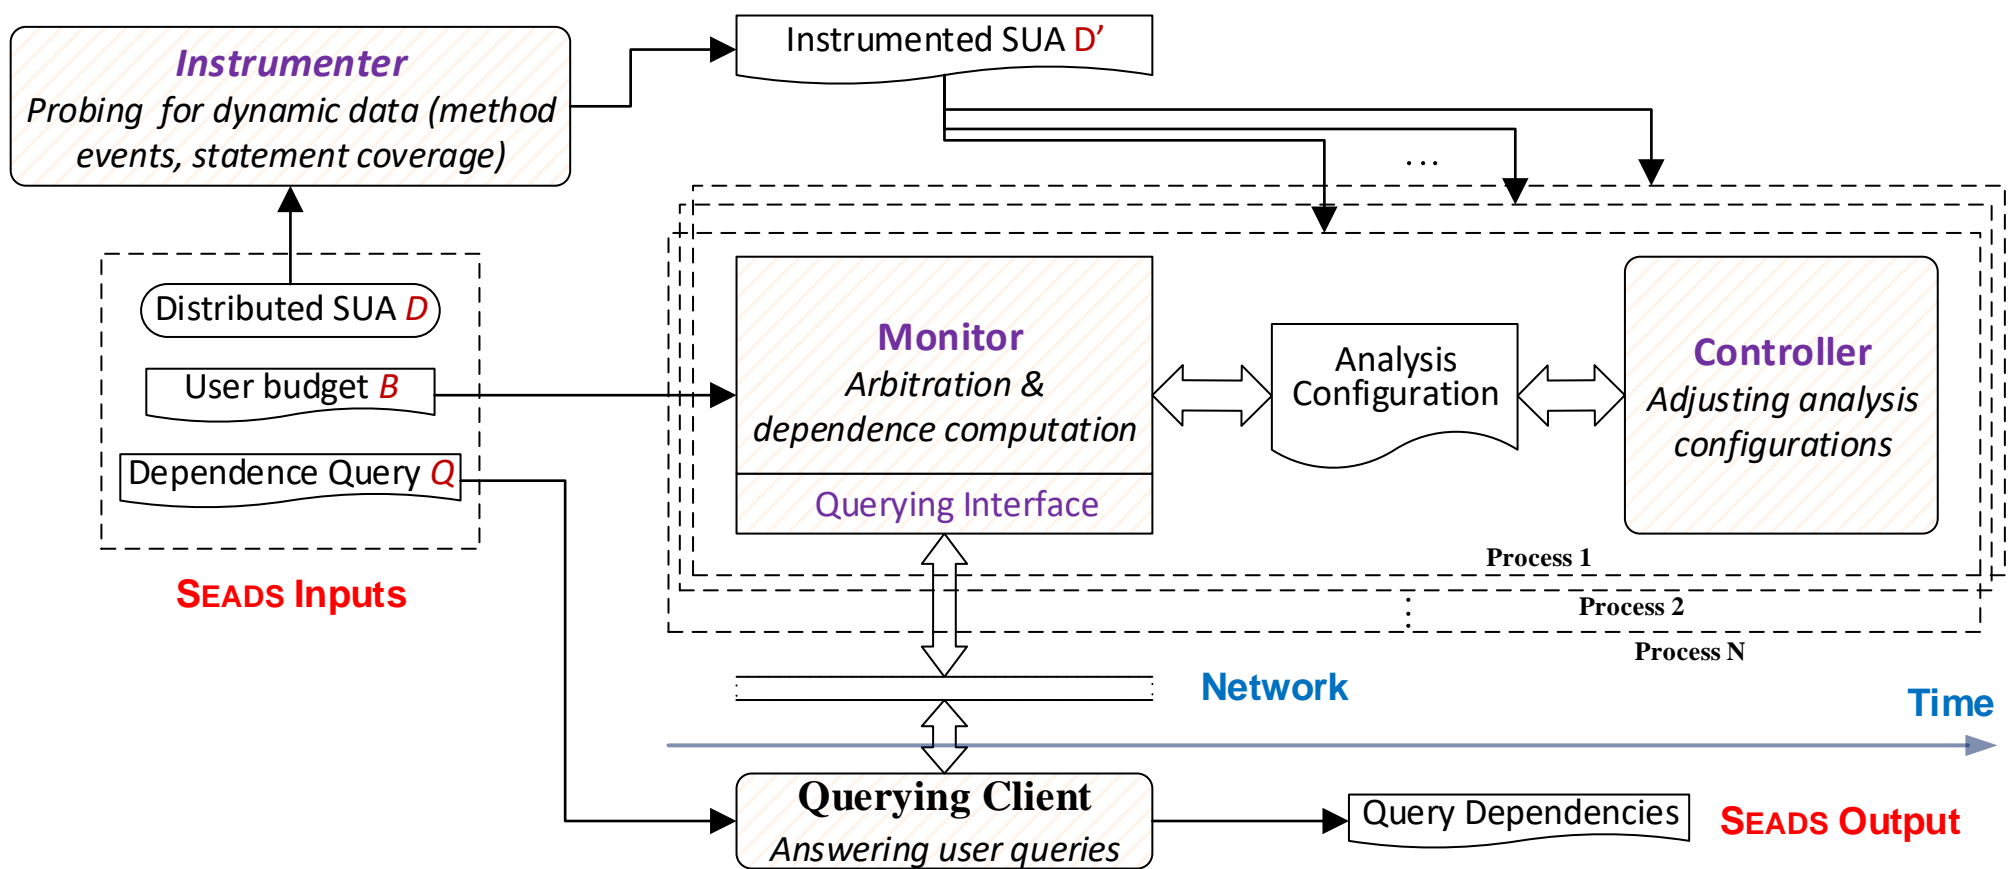 Instrumenter
Probing for dynamic data (method
events, statement coverage)
Instrumented SUA D’
...
Distributed SUA D
User budget B
Dependence Query Q
SEADS Inputs
Monitor
Arbitration &
dependence computation
Querying Interface
Analysis
Configuration
Controller
Adjusting analysis
configurations
Process 1
Process 2
⋮
Process N
Network
Time
Querying Client
Answering user queries
Query Dependencies
SEADS Output